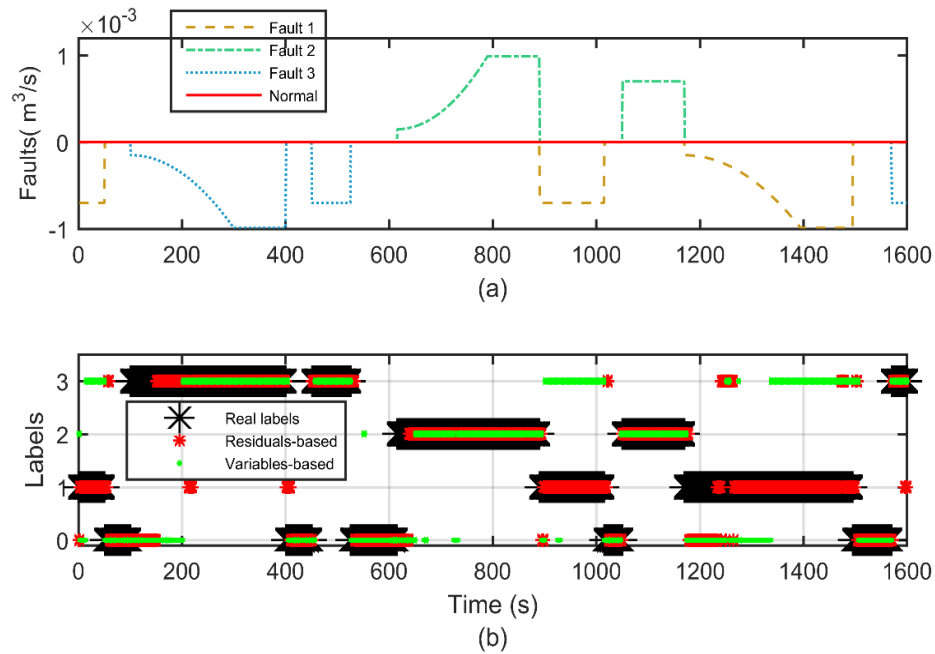 ×10⁻³
Fault 1
Fault 2
Fault 3
Normal
Faults( m³/s)
1
0
-1
0 200 400 600 800 1000 1200 1400 1600
(a)
Labels
3
2
1
0
Real labels
Residuals-based
Variables-based
0 200 400 600 800 1000 1200 1400 1600
Time (s)
(b)